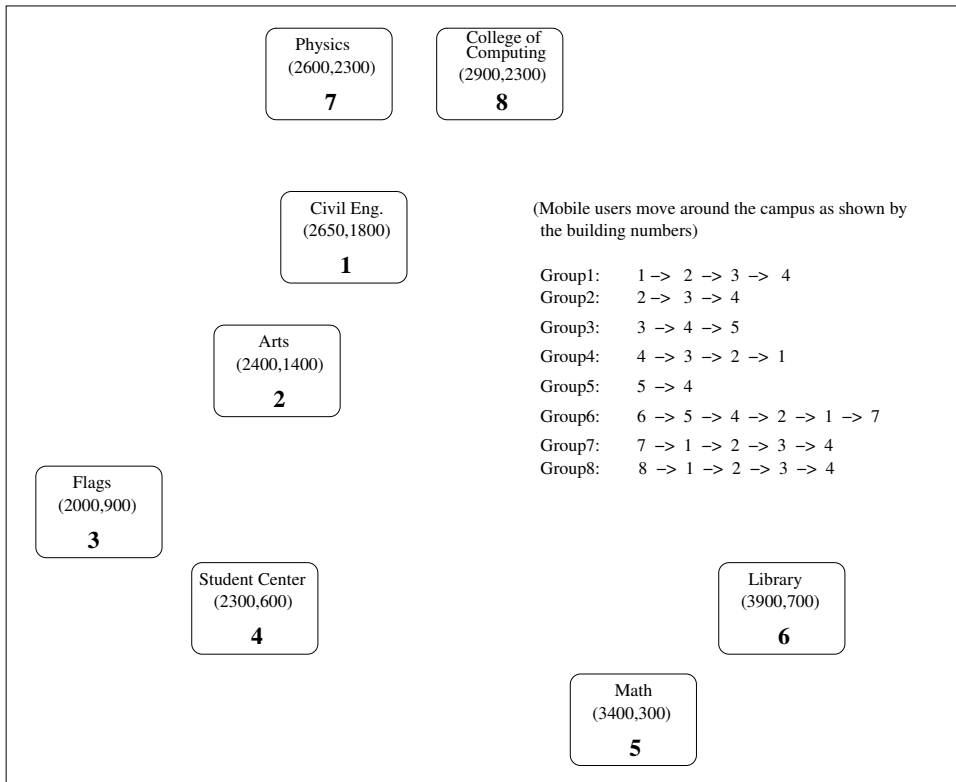 Physics
(2600,2300)
7
College of
Computing
(2900,2300)
8
Civil Eng.
(2650,1800)
1
(Mobile users move around the campus as shown by
the building numbers)
Group1: 1 -> 2 -> 3 -> 4
Group2: 2 -> 3 -> 4
Group3: 3 -> 4 -> 5
Group4: 4 -> 3 -> 2 -> 1
Group5: 5 -> 4
Group6: 6 -> 5 -> 4 -> 2 -> 1 -> 7
Group7: 7 -> 1 -> 2 -> 3 -> 4
Group8: 8 -> 1 -> 2 -> 3 -> 4
Arts
(2400,1400)
2
Flags
(2000,900)
3
Student Center
(2300,600)
4
Library
(3900,700)
6
Math
(3400,300)
5